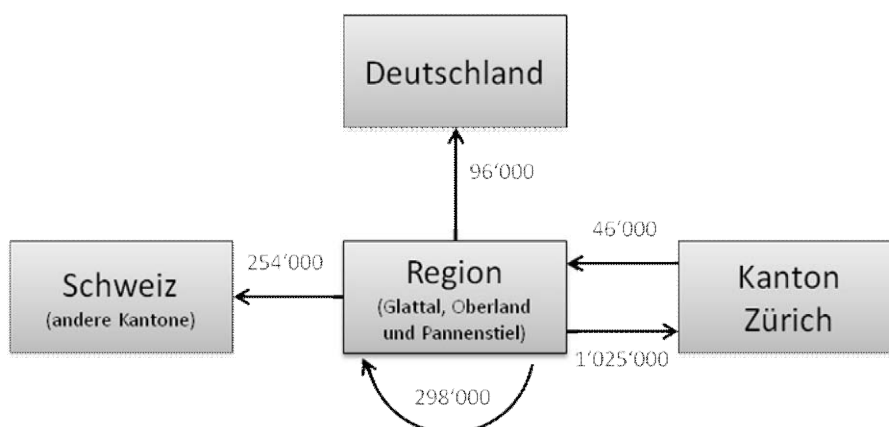 Deutschland
96‘000
46‘000
254‘000
Schweiz
(andere Kantone)
Region
(Glattal, Oberland
und Pannenstiel)
Kanton
Zürich
1‘025‘000
298‘000